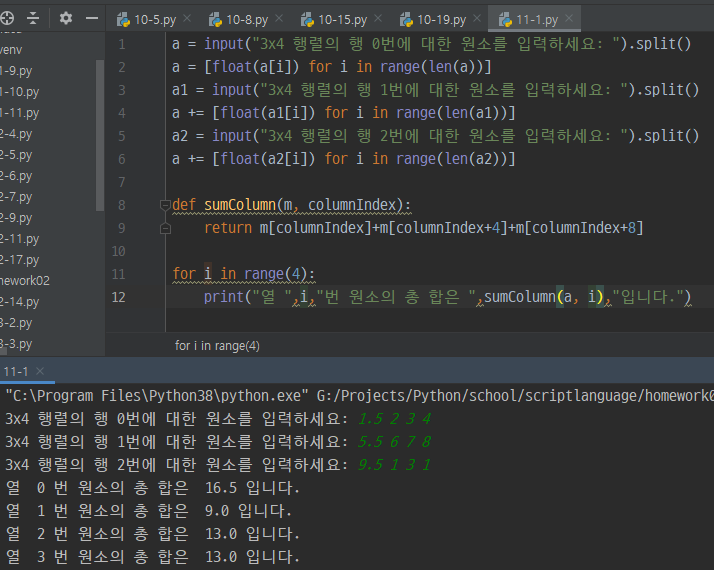 10-5.py 10-8.py 10-15.py 10-19.py 11-1.py
venv
1-9.py
1-10.py
1-11.py
2-4.py
2-5.py
2-6.py
2-7.py
2-9.py
2-11.py
2-17.py
mework02
2-14.py
3-2.py
3-3.py
1 a = input("3x4 행렬의 행 0번에 대한 원소를 입력하세요: ").split()
2 a = [float(a[i]) for i in range(len(a))]
3 a1 = input("3x4 행렬의 행 1번에 대한 원소를 입력하세요: ").split()
4 a += [float(a1[i]) for i in range(len(a1))]
5 a2 = input("3x4 행렬의 행 2번에 대한 원소를 입력하세요: ").split()
6 a += [float(a2[i]) for i in range(len(a2))]
7
8 def sumColumn(m, columnIndex):
9 return m[columnIndex]+m[columnIndex+4]+m[columnIndex+8]
10
11 for i in range(4):
12 print("열 ",i,"번 원소의 총 합은 ",sumColumn(a, i),"입니다.")
for i in range(4)
11-1
"C:\Program Files\Python38\python.exe" G:/Projects/Python/school/scriptlanguage/homework0
3x4 행렬의 행 0번에 대한 원소를 입력하세요: 1.5 2 3 4
3x4 행렬의 행 1번에 대한 원소를 입력하세요: 5.5 6 7 8
3x4 행렬의 행 2번에 대한 원소를 입력하세요: 9.5 1 3 1
열  0 번 원소의 총 합은  16.5 입니다.
열  1 번 원소의 총 합은  9.0 입니다.
열  2 번 원소의 총 합은  13.0 입니다.
열  3 번 원소의 총 합은  13.0 입니다.